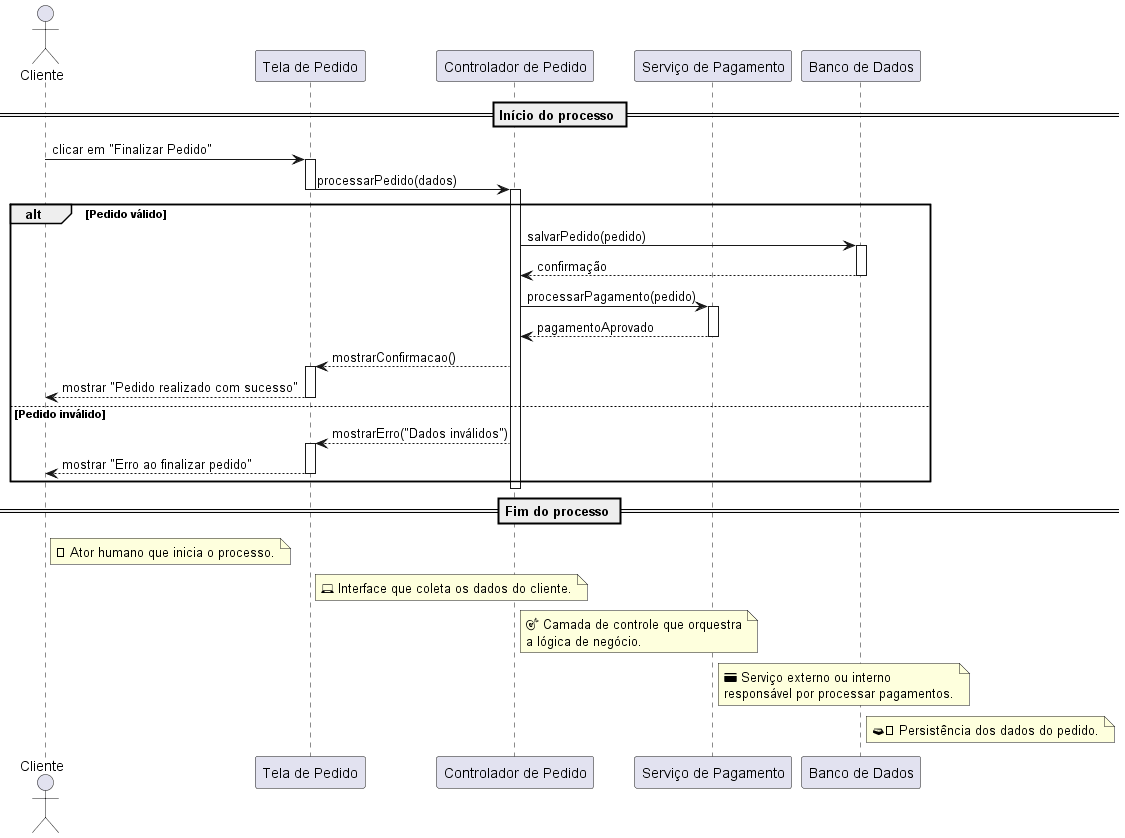 Cliente
Tela de Pedido
Controlador de Pedido
Serviço de Pagamento
Banco de Dados
Início do processo
clicar em "Finalizar Pedido"
processarPedido(dados)
alt
[Pedido válido]
salvarPedido(pedido)
confirmação
processarPagamento(pedido)
pagamentoAprovado
mostrarConfirmacao()
mostrar "Pedido realizado com sucesso"
[Pedido inválido]
mostrarErro("Dados inválidos")
mostrar "Erro ao finalizar pedido"
Fim do processo
Ator humano que inicia o processo.
Interface que coleta os dados do cliente.
Camada de controle que orquestra
a lógica de negócio.
Serviço externo ou interno
responsável por processar pagamentos.
Persistência dos dados do pedido.
Cliente
Tela de Pedido
Controlador de Pedido
Serviço de Pagamento
Banco de Dados